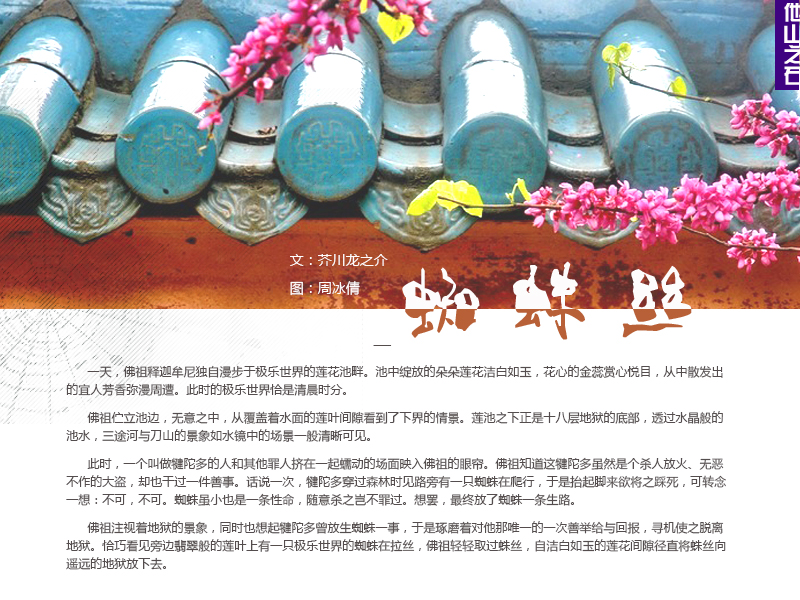 他山之石
文：芥川龙之介
图：周冰倩
蜘蛛丝
一
一天，佛祖释迦牟尼独自漫步于极乐世界的莲花池畔。池中绽放的朵朵莲花洁白如玉，花心的金蕊赏心悦目，从中散发出
的宜人芳香弥漫周遭。此时的极乐世界恰是清晨时分。
佛祖伫立池边，无意之中，从覆盖着水面的莲叶间隙看到了下界的情景。莲池之下正是十八层地狱的底部，透过水晶般的
池水，三途河与刀山的景象如水镜中的场景一般清晰可见。
此时，一个叫做犍陀多的人和其他罪人挤在一起蠕动的场面映入佛祖的眼帘。佛祖知道这犍陀多虽然是个杀人放火、无恶
不作的大盗，却也干过一件善事。话说一次，犍陀多穿过森林时见路旁有一只蜘蛛在爬行，于是抬起脚来欲将之踩死，可转念
一想：不可，不可。蜘蛛虽小也是一条性命，随意杀之岂不罪过。想罢，最终放了蜘蛛一条生路。
佛祖注视着地狱的景象，同时也想起犍陀多曾放生蜘蛛一事，于是琢磨着对他那唯一的一次善举给与回报，寻机使之脱离
地狱。恰巧看见旁边翡翠般的莲叶上有一只极乐世界的蜘蛛在拉丝，佛祖轻轻取过蛛丝，自洁白如玉的莲花间隙径直将蛛丝向
遥远的地狱放下去。